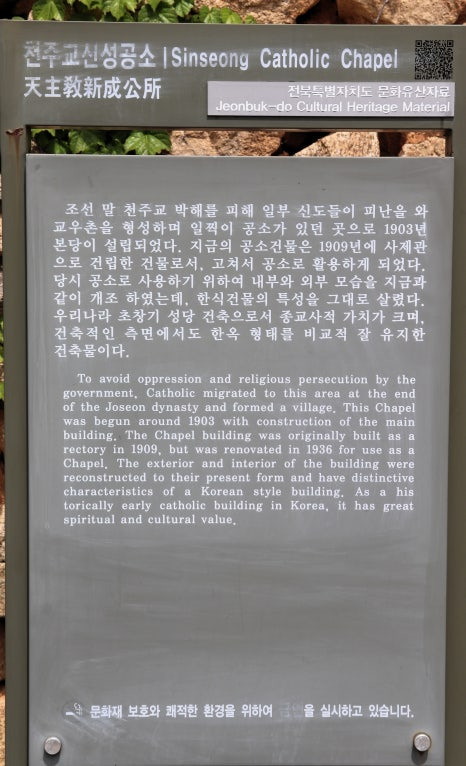 천주교신성공소 | Sinseong Catholic Chapel
天主教新成公所
전북특별자치도 문화유산자료
Jeonbuk-do Cultural Heritage Material
조선 말 천주교 박해를 피해 일부 신도들이 피난을 와
교우촌을 형성하며 일찍이 공소가 있던 곳으로 1903년
본당이 설립되었다. 지금의 공소건물은 1909년에 사제관
으로 건립한 건물로서, 고쳐서 공소로 활용하게 되었다.
당시 공소로 사용하기 위하여 내부와 외부 모습을 지금과
같이 개조 하였는데, 한식건물의 특성을 그대로 살렸다.
우리나라 초창기 성당 건축으로서 종교사적 가치가 크며,
건축적인 측면에서도 한옥 형태를 비교적 잘 유지한
건축물이다.
To avoid oppression and religious persecution by the
government, Catholic migrated to this area at the end
of the Joseon dynasty and formed a village. This Chapel
was begun around 1903 with construction of the main
building. The Chapel building was originally built as a
rectory in 1909, but was renovated in 1936 for use as a
Chapel. The exterior and interior of the building were
reconstructed to their present form and have distinctive
characteristics of a Korean style building. As a his
torically early catholic building in Korea, it has great
spiritual and cultural value.
문화재 보호와 쾌적한 환경을 위하여 금연을 실시하고 있습니다.